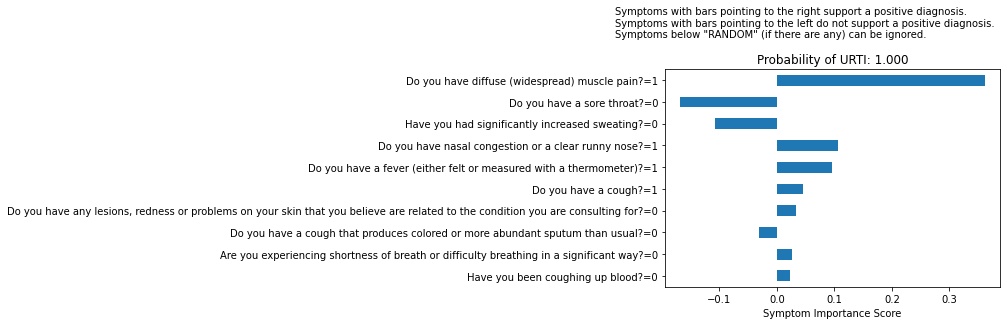 Symptoms with bars pointing to the right support a positive diagnosis.
Symptoms with bars pointing to the left do not support a positive diagnosis.
Symptoms below "RANDOM" (if there are any) can be ignored.
Probability of URTI: 1.000
Do you have diffuse (widespread) muscle pain?=1
Do you have a sore throat?=0
Have you had significantly increased sweating?=0
Do you have nasal congestion or a clear runny nose?=1
Do you have a fever (either felt or measured with a thermometer)?=1
Do you have a cough?=1
Do you have any lesions, redness or problems on your skin that you believe are related to the condition you are consulting for?=0
Do you have a cough that produces colored or more abundant sputum than usual?=0
Are you experiencing shortness of breath or difficulty breathing in a significant way?=0
Have you been coughing up blood?=0
−0.1 0.0 0.1 0.2 0.3
Symptom Importance Score